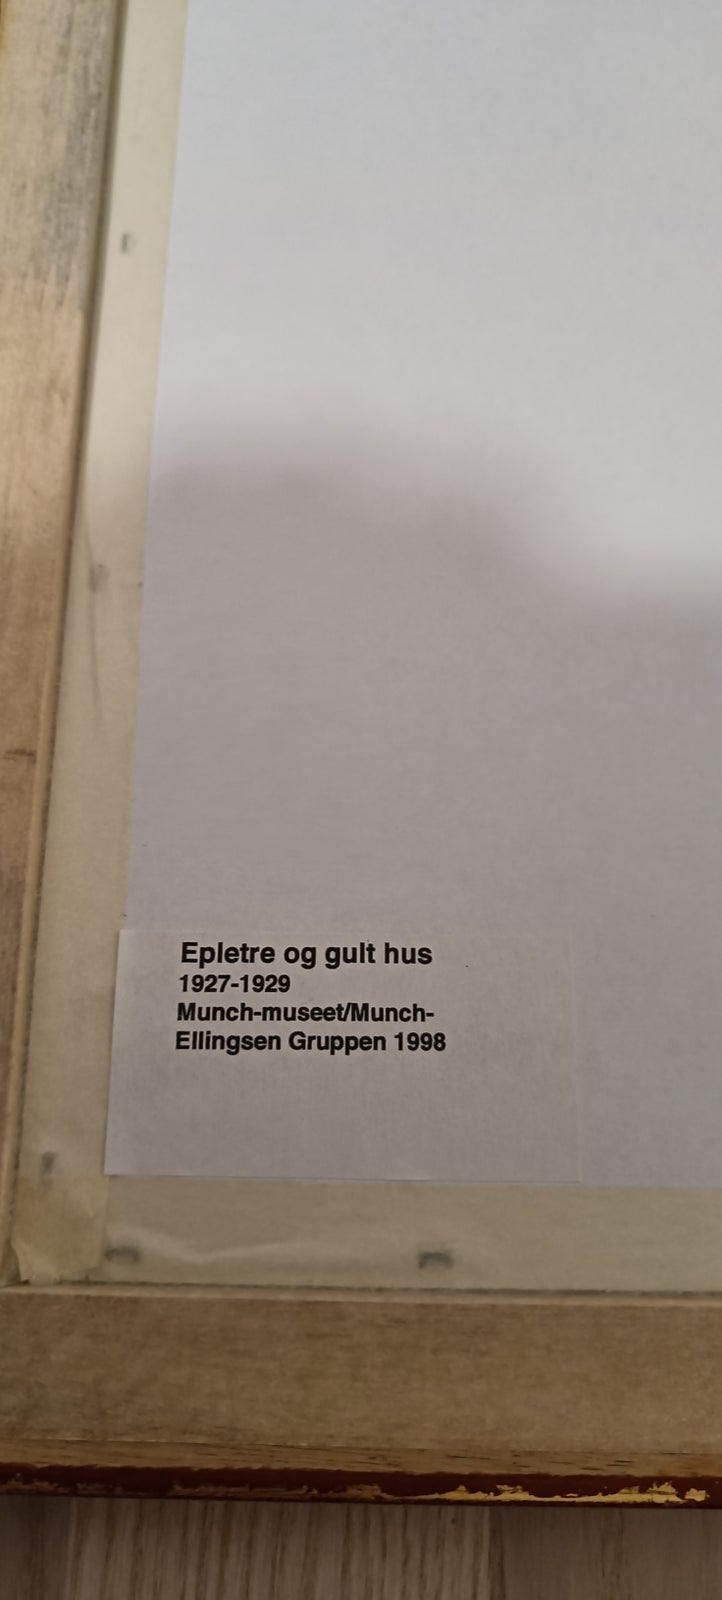 Epletre og gult hus
1927-1929
Munch-museet/Munch-
Ellingsen Gruppen 1998